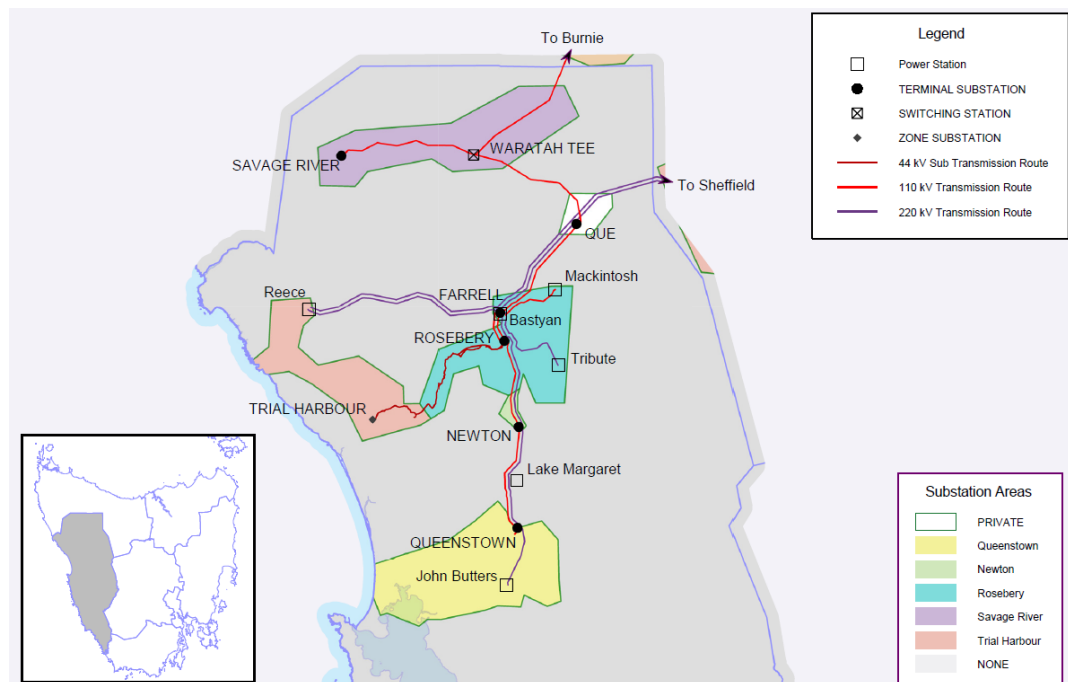 To Burnie
Legend
Power Station
TERMINAL SUBSTATION
SWITCHING STATION
ZONE SUBSTATION
44 kV Sub Transmission Route
110 kV Transmission Route
220 kV Transmission Route
WARATAH TEE
SAVAGE RIVER
To Sheffield
QUE
Mackintosh
Reece
FARRELL
Bastyan
ROSEBERY
Tribute
TRIAL HARBOUR
NEWTON
Lake Margaret
QUEENSTOWN
John Butters
Substation Areas
PRIVATE
Queenstown
Newton
Rosebery
Savage River
Trial Harbour
NONE